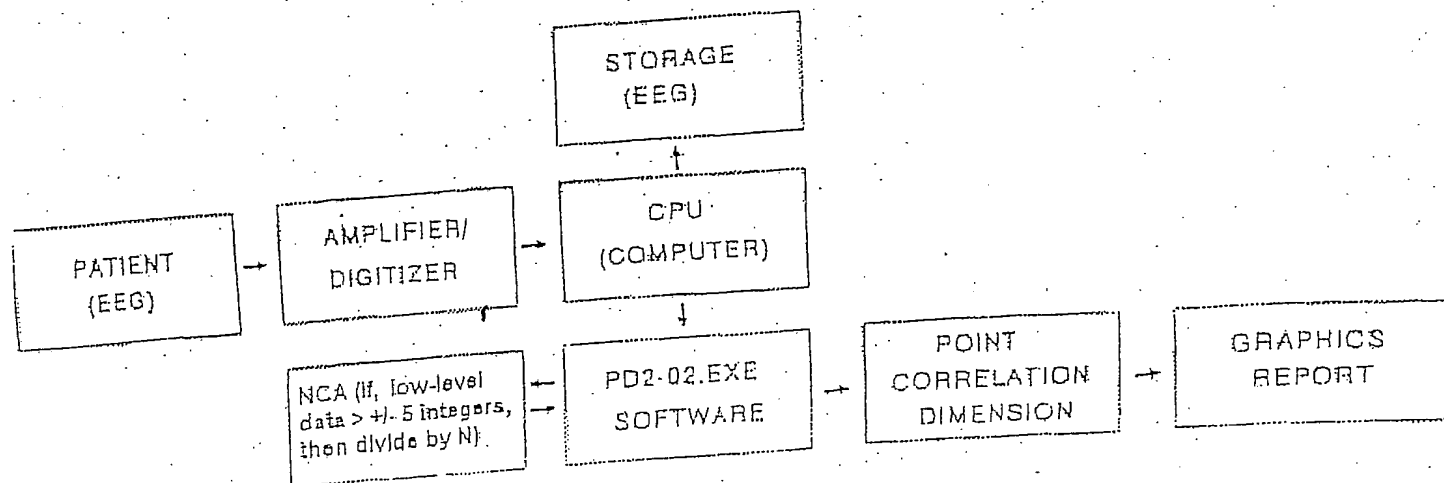 STORAGE
(EEG)
PATIENT
(EEG)
AMPLIFIER/
DIGITIZER
CPU
(COMPUTER)
NCA (If, low-level
data > +/- 5 integers,
then divide by N)
PD2-02.EXE
SOFTWARE
POINT
CORRELATION
DIMENSION
GRAPHICS
REPORT